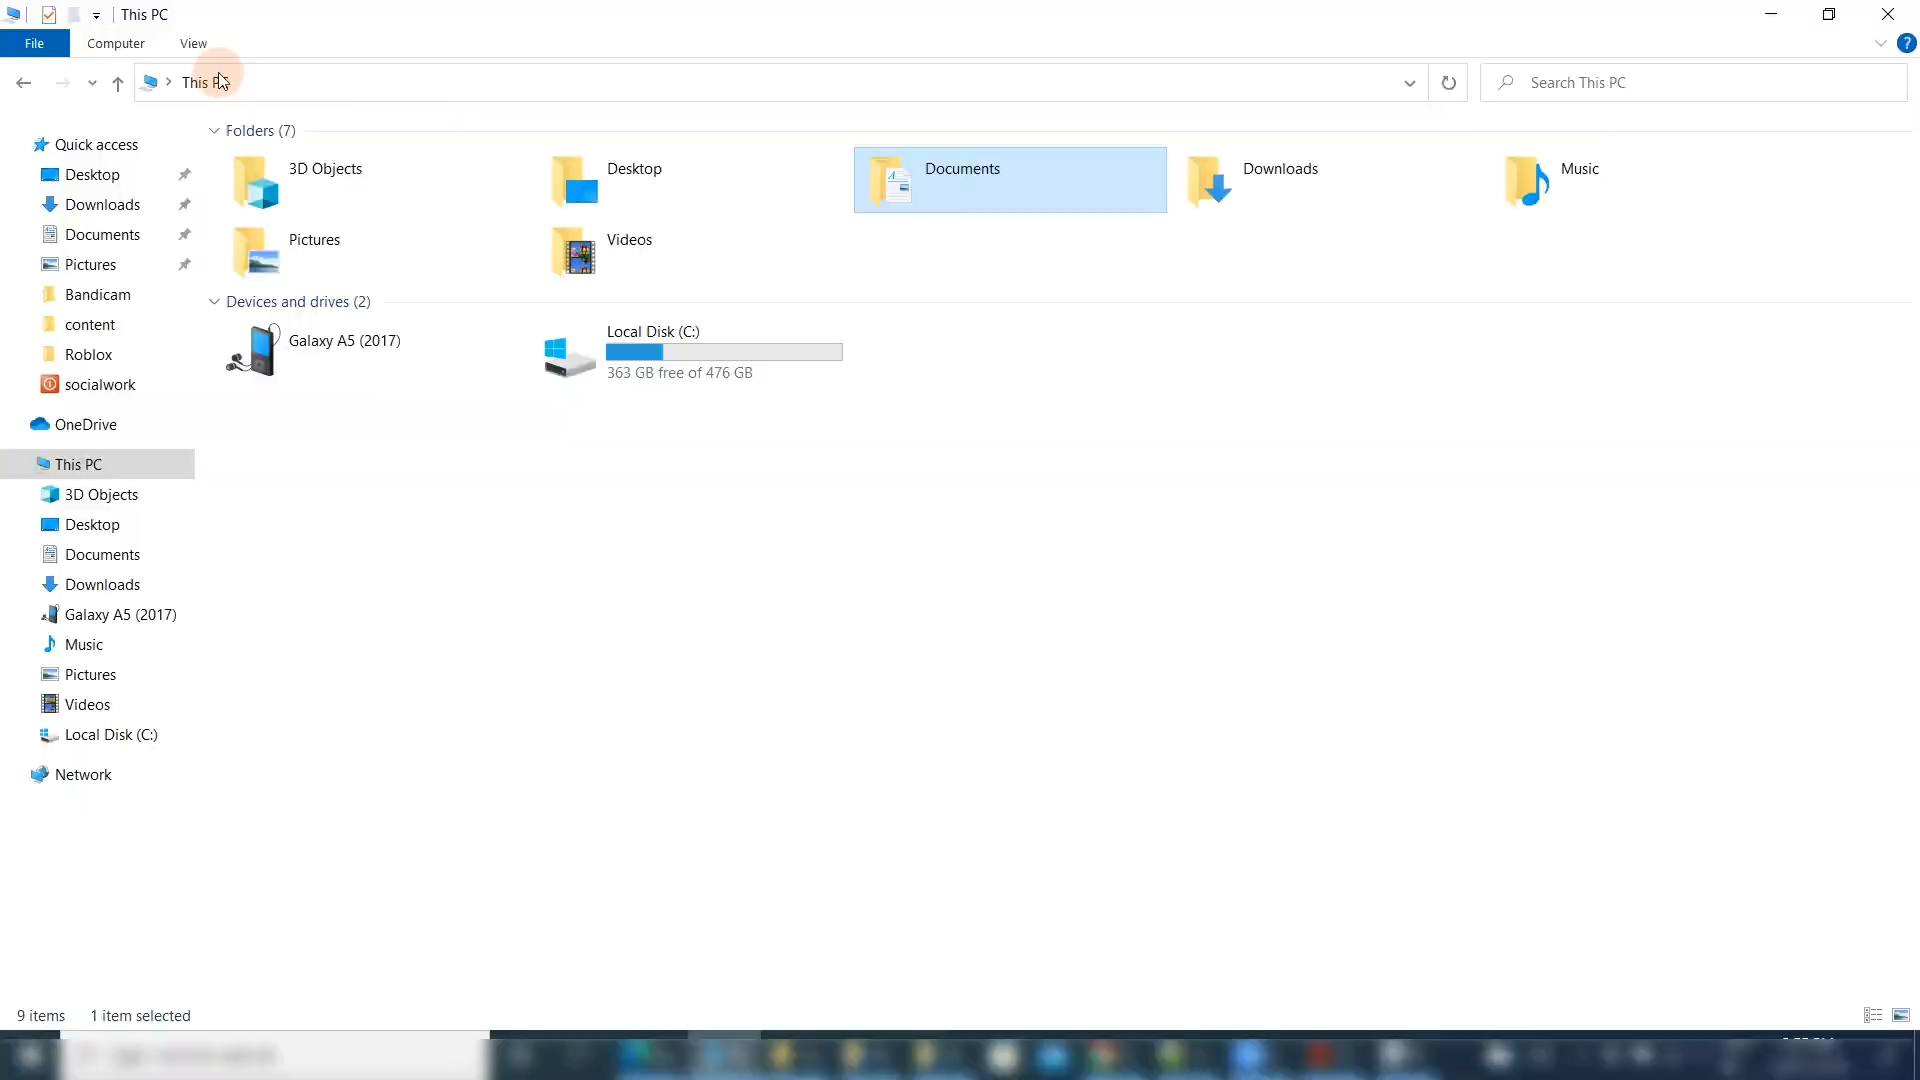 This PC
File Computer View
This PC
Search This PC
Quick access
Desktop
Downloads
Documents
Pictures
Bandicam
content
Roblox
socialwork
OneDrive
This PC
3D Objects
Desktop
Documents
Downloads
Galaxy A5 (2017)
Music
Pictures
Videos
Local Disk (C:)
Network
Folders (7)
3D Objects
Desktop
Documents
Downloads
Music
Pictures
Videos
Devices and drives (2)
Galaxy A5 (2017)
Local Disk (C:)
363 GB free of 476 GB
9 items 1 item selected